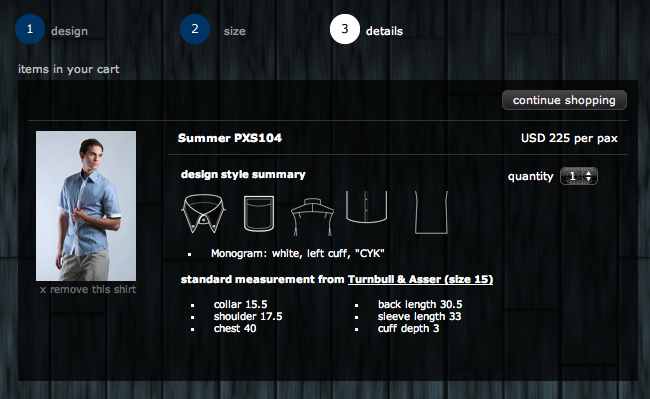 1 design 2 size 3 details
items in your cart
continue shopping
Summer PXS104 USD 225 per pax
design style summary quantity 1
Monogram: white, left cuff, "CYK"
standard measurement from Turnbull & Asser (size 15)
x remove this shirt
collar 15.5 back length 30.5
shoulder 17.5 sleeve length 33
chest 40 cuff depth 3